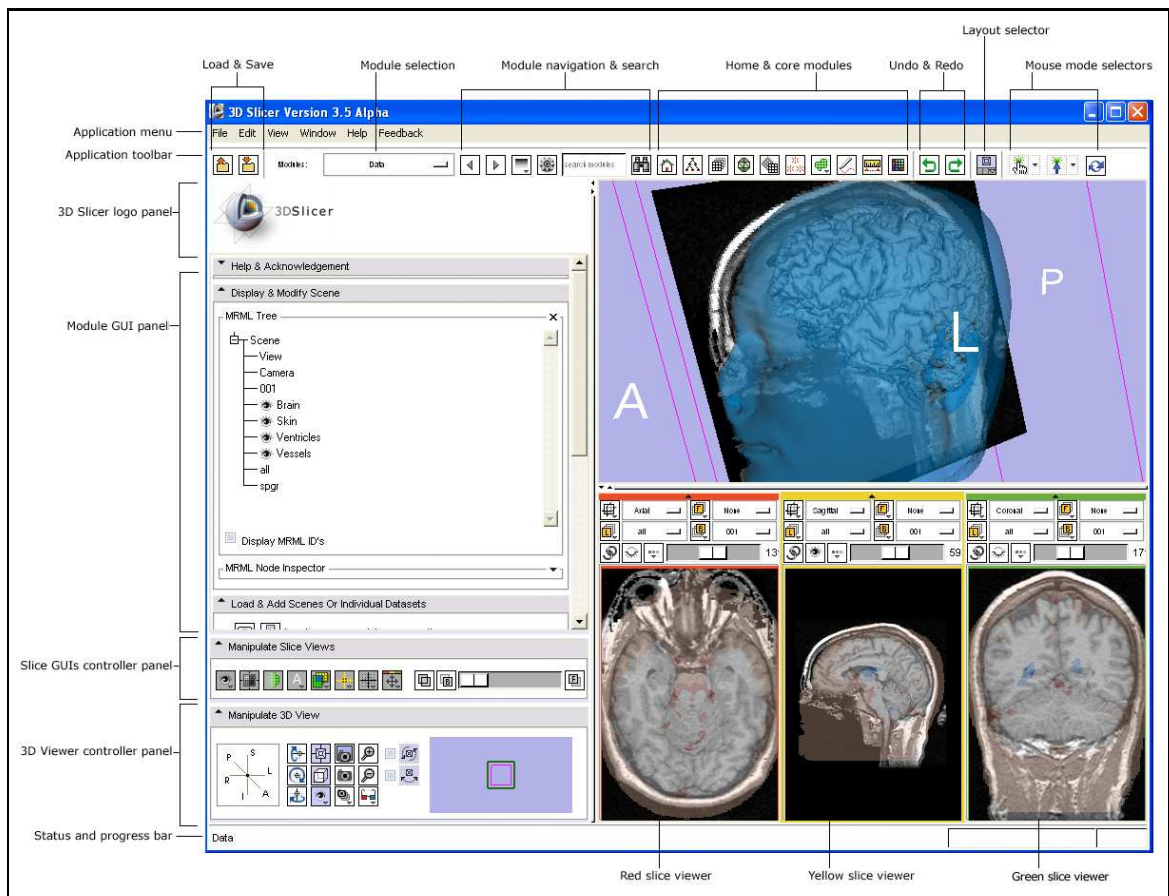 Layout selector
Load & Save
Module selection
Module navigation & search
Home & core modules
Undo & Redo
Mouse mode selectors
3D Slicer Version 3.5 Alpha
Application menu
File Edit View Window Help Feedback
Application toolbar
Modules: Data search modules
3D Slicer logo panel
3DSlicer
Help & Acknowledgement
Display & Modify Scene
Module GUI panel
MRML Tree
Scene
View
Camera
001
Brain
Skin
Ventricles
Vessels
all
spgr
Display MRML ID's
MRML Node Inspector
Load & Add Scenes Or Individual Datasets
A
L
P
Axial None
all 001
13
Sagittal None
all 001
59
Coronal None
all 001
17
Slice GUIs controller panel
Manipulate Slice Views
3D Viewer controller panel
Manipulate 3D View
P S
R L
I A
Status and progress bar
Data
Red slice viewer
Yellow slice viewer
Green slice viewer